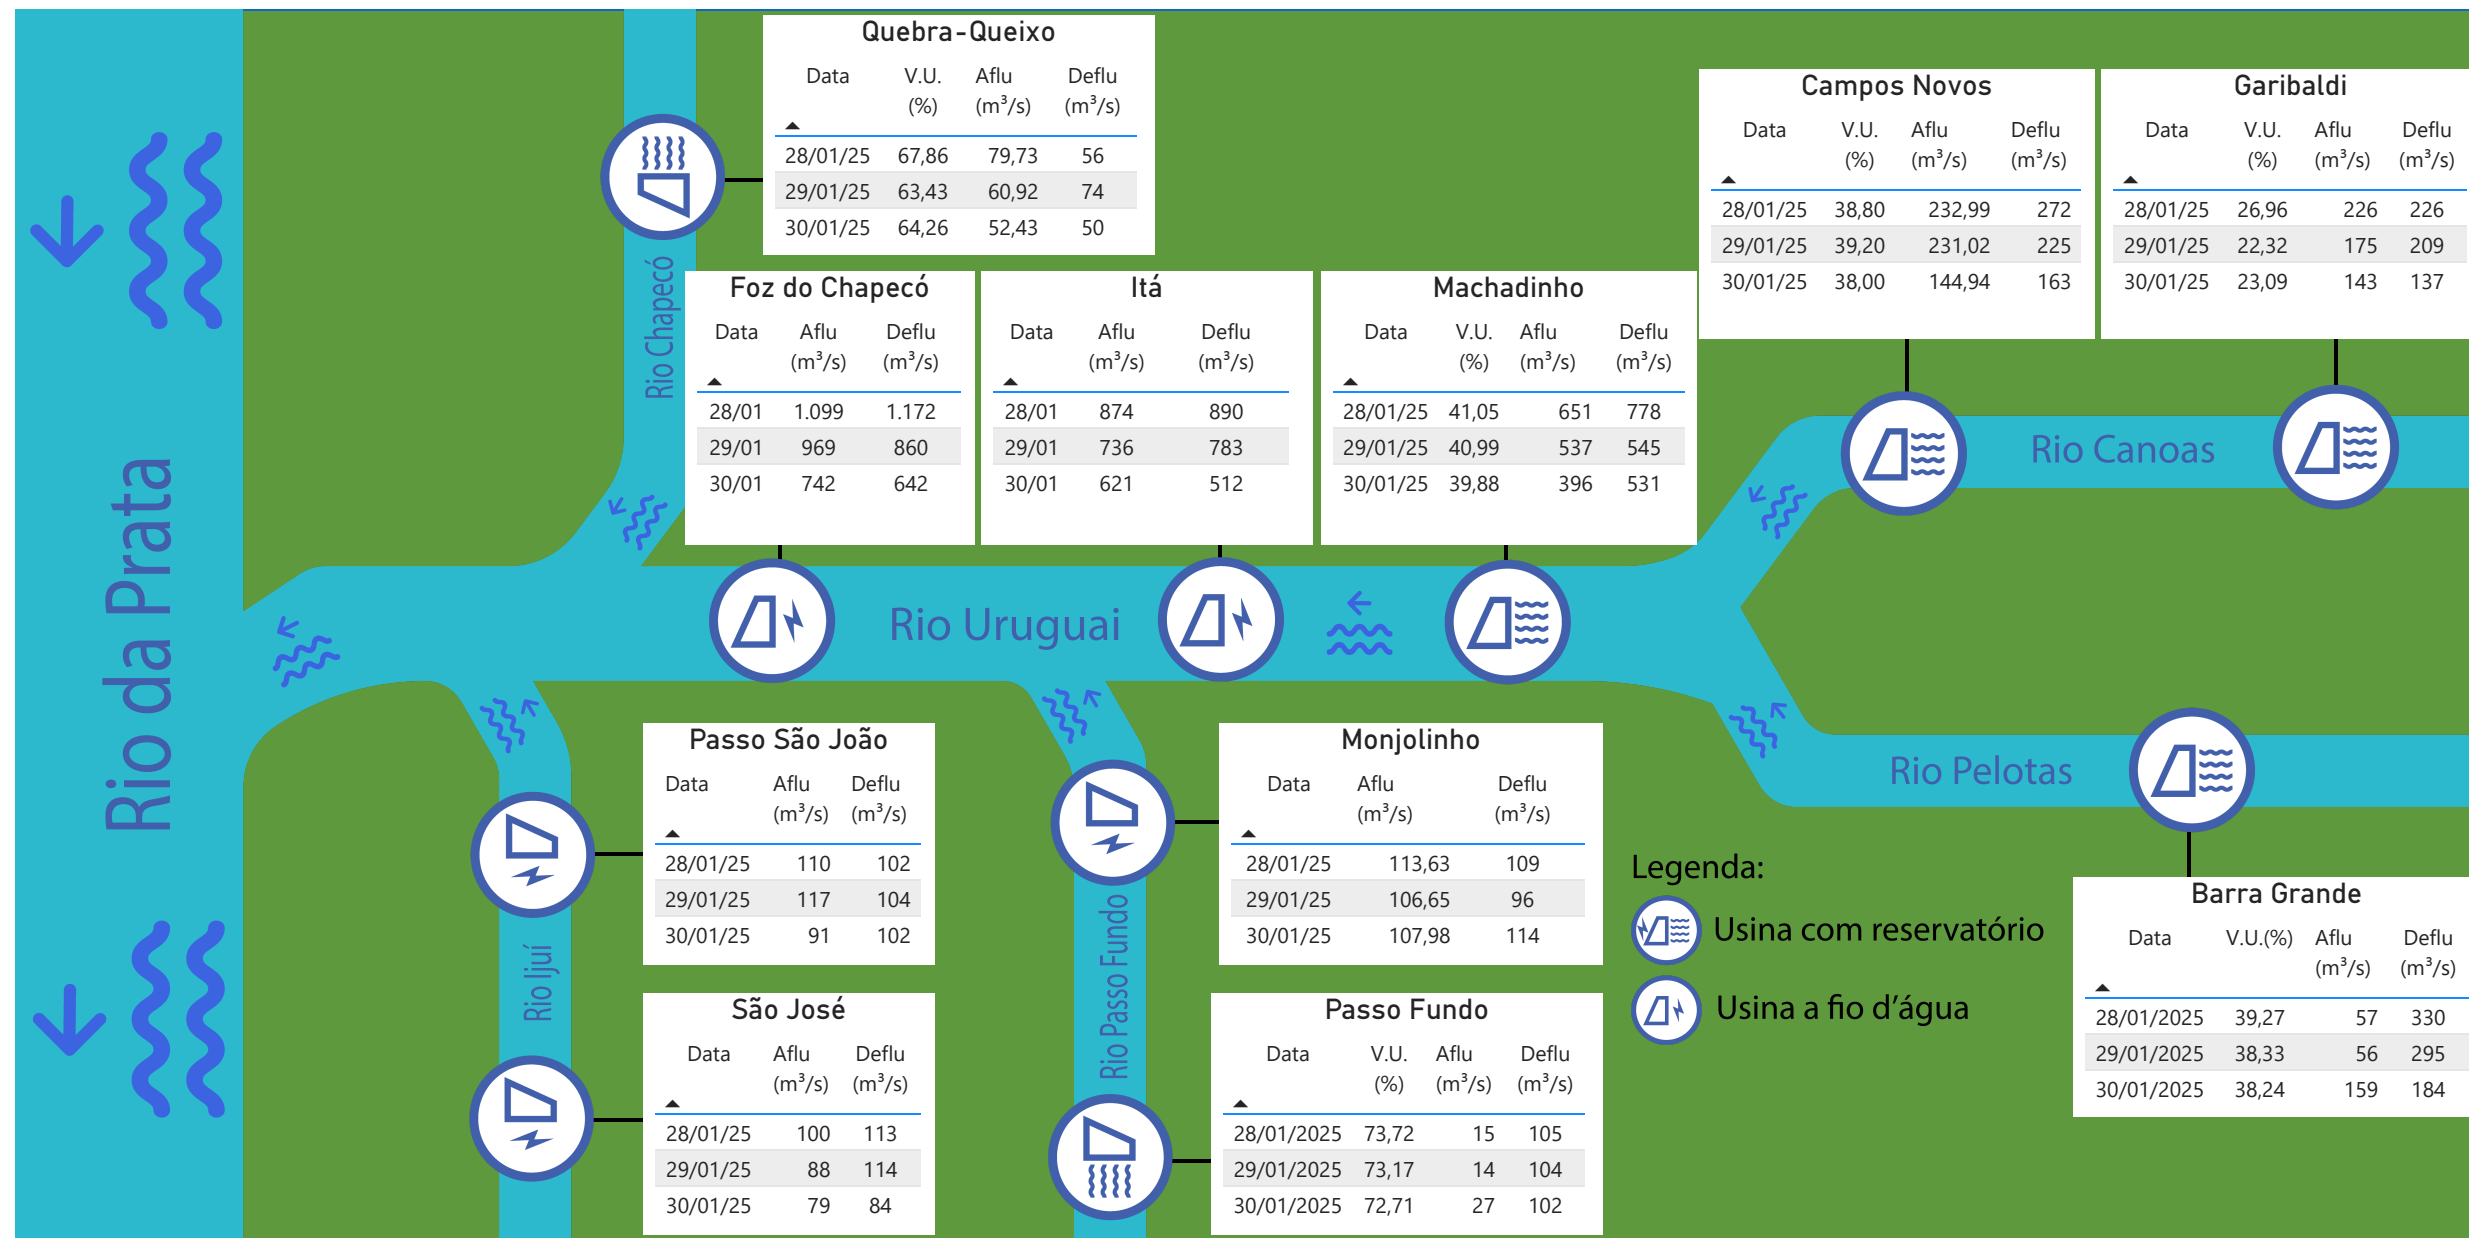 Quebra-Queixo
Data V.U. (%) Aflu (m³/s) Deflu (m³/s)
28/01/25 67,86 79,73 56
29/01/25 63,43 60,92 74
30/01/25 64,26 52,43 50
Campos Novos
Data V.U. (%) Aflu (m³/s) Deflu (m³/s)
28/01/25 38,80 232,99 272
29/01/25 39,20 231,02 225
30/01/25 38,00 144,94 163
Garibaldi
Data V.U. (%) Aflu (m³/s) Deflu (m³/s)
28/01/25 26,96 226 226
29/01/25 22,32 175 209
30/01/25 23,09 143 137
Rio Chapecó
Foz do Chapecó
Data Aflu (m³/s) Deflu (m³/s)
28/01 1.099 1.172
29/01 969 860
30/01 742 642
Itá
Data Aflu (m³/s) Deflu (m³/s)
28/01 874 890
29/01 736 783
30/01 621 512
Machadinho
Data V.U. (%) Aflu (m³/s) Deflu (m³/s)
28/01/25 41,05 651 778
29/01/25 40,99 537 545
30/01/25 39,88 396 531
Rio Canoas
Rio da Prata
Rio Uruguai
Rio Pelotas
Passo São João
Data Aflu (m³/s) Deflu (m³/s)
28/01/25 110 102
29/01/25 117 104
30/01/25 91 102
Rio Ijuí
São José
Data Aflu (m³/s) Deflu (m³/s)
28/01/25 100 113
29/01/25 88 114
30/01/25 79 84
Monjolinho
Data Aflu (m³/s) Deflu (m³/s)
28/01/25 113,63 109
29/01/25 106,65 96
30/01/25 107,98 114
Rio Passo Fundo
Passo Fundo
Data V.U. (%) Aflu (m³/s) Deflu (m³/s)
28/01/2025 73,72 15 105
29/01/2025 73,17 14 104
30/01/2025 72,71 27 102
Legenda:
Usina com reservatório
Usina a fio d’água
Barra Grande
Data V.U.(%) Aflu (m³/s) Deflu (m³/s)
28/01/2025 39,27 57 330
29/01/2025 38,33 56 295
30/01/2025 38,24 159 184